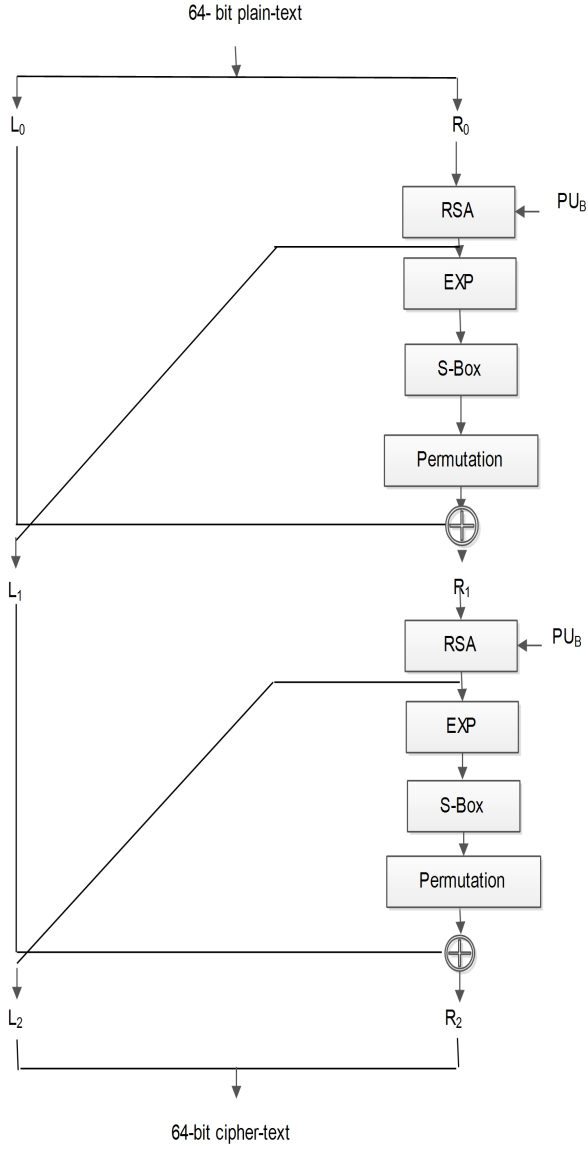 64- bit plain-text
L0
R0
RSA
PUB
EXP
S-Box
Permutation
L1
R1
RSA
PUB
EXP
S-Box
Permutation
L2
R2
64-bit cipher-text